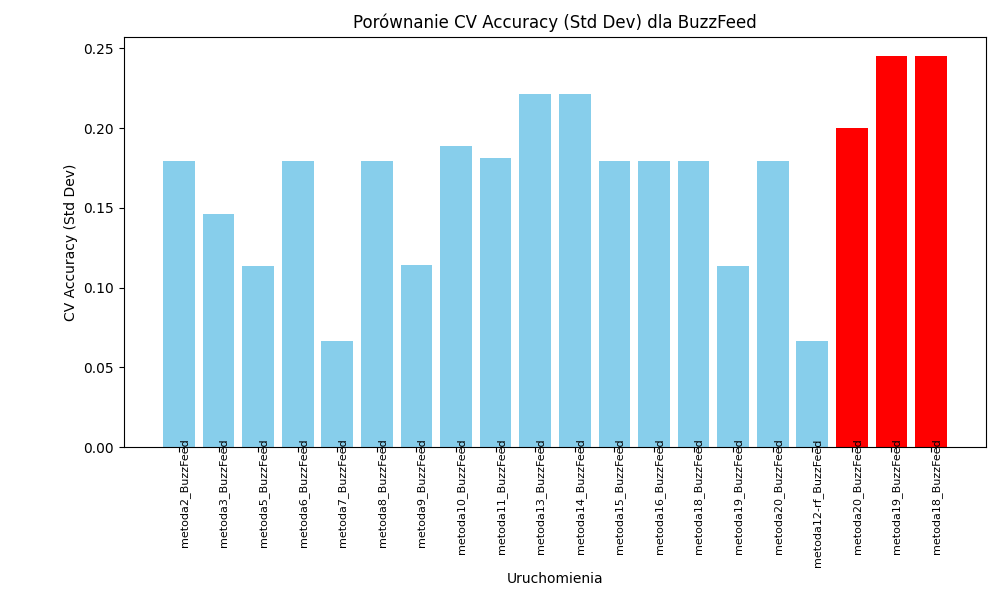 Porównanie CV Accuracy (Std Dev) dla BuzzFeed
CV Accuracy (Std Dev)
0.25
0.20
0.15
0.10
0.05
0.00
metoda2_BuzzFeed
metoda3_BuzzFeed
metoda5_BuzzFeed
metoda6_BuzzFeed
metoda7_BuzzFeed
metoda8_BuzzFeed
metoda9_BuzzFeed
metoda10_BuzzFeed
metoda11_BuzzFeed
metoda13_BuzzFeed
metoda14_BuzzFeed
metoda15_BuzzFeed
metoda16_BuzzFeed
metoda18_BuzzFeed
metoda19_BuzzFeed
metoda20_BuzzFeed
metoda12-rf_BuzzFeed
metoda20_BuzzFeed
metoda19_BuzzFeed
metoda18_BuzzFeed
Uruchomienia